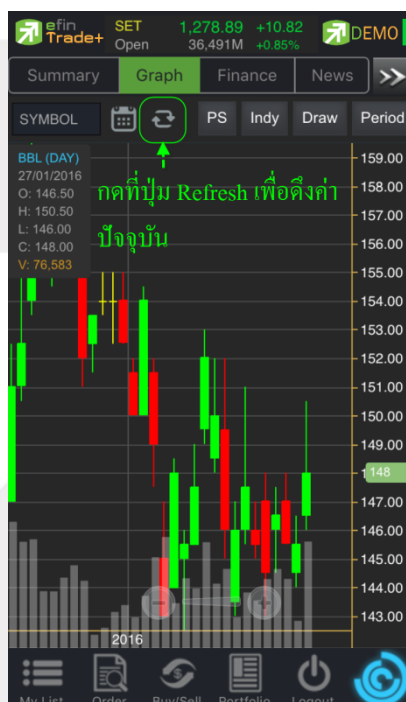 efin SET 1,278.89 +10.82 DEMO
Trade+ Open 36,491M +0.85%
Summary Graph Finance News
SYMBOL PS Indy Draw Period
BBL (DAY)
27/01/2016
O: 146.50
H: 150.50
L: 146.00
C: 148.00
V: 76,583
กดที่ปุ่ม Refresh เพื่อดึงค่า
ปัจจุบัน
159.00
158.00
157.00
156.00
155.00
154.00
153.00
152.00
151.00
150.00
149.00
148
147.00
146.00
145.00
144.00
143.00
2016
My List Order Buy/Sell Portfolio Logout